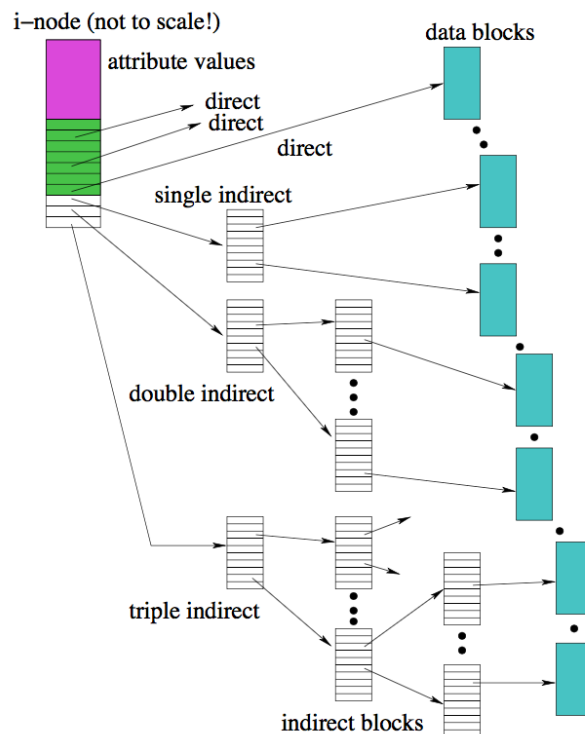 i−node (not to scale!)
data blocks
attribute values
direct
direct
direct
single indirect
double indirect
triple indirect
indirect blocks